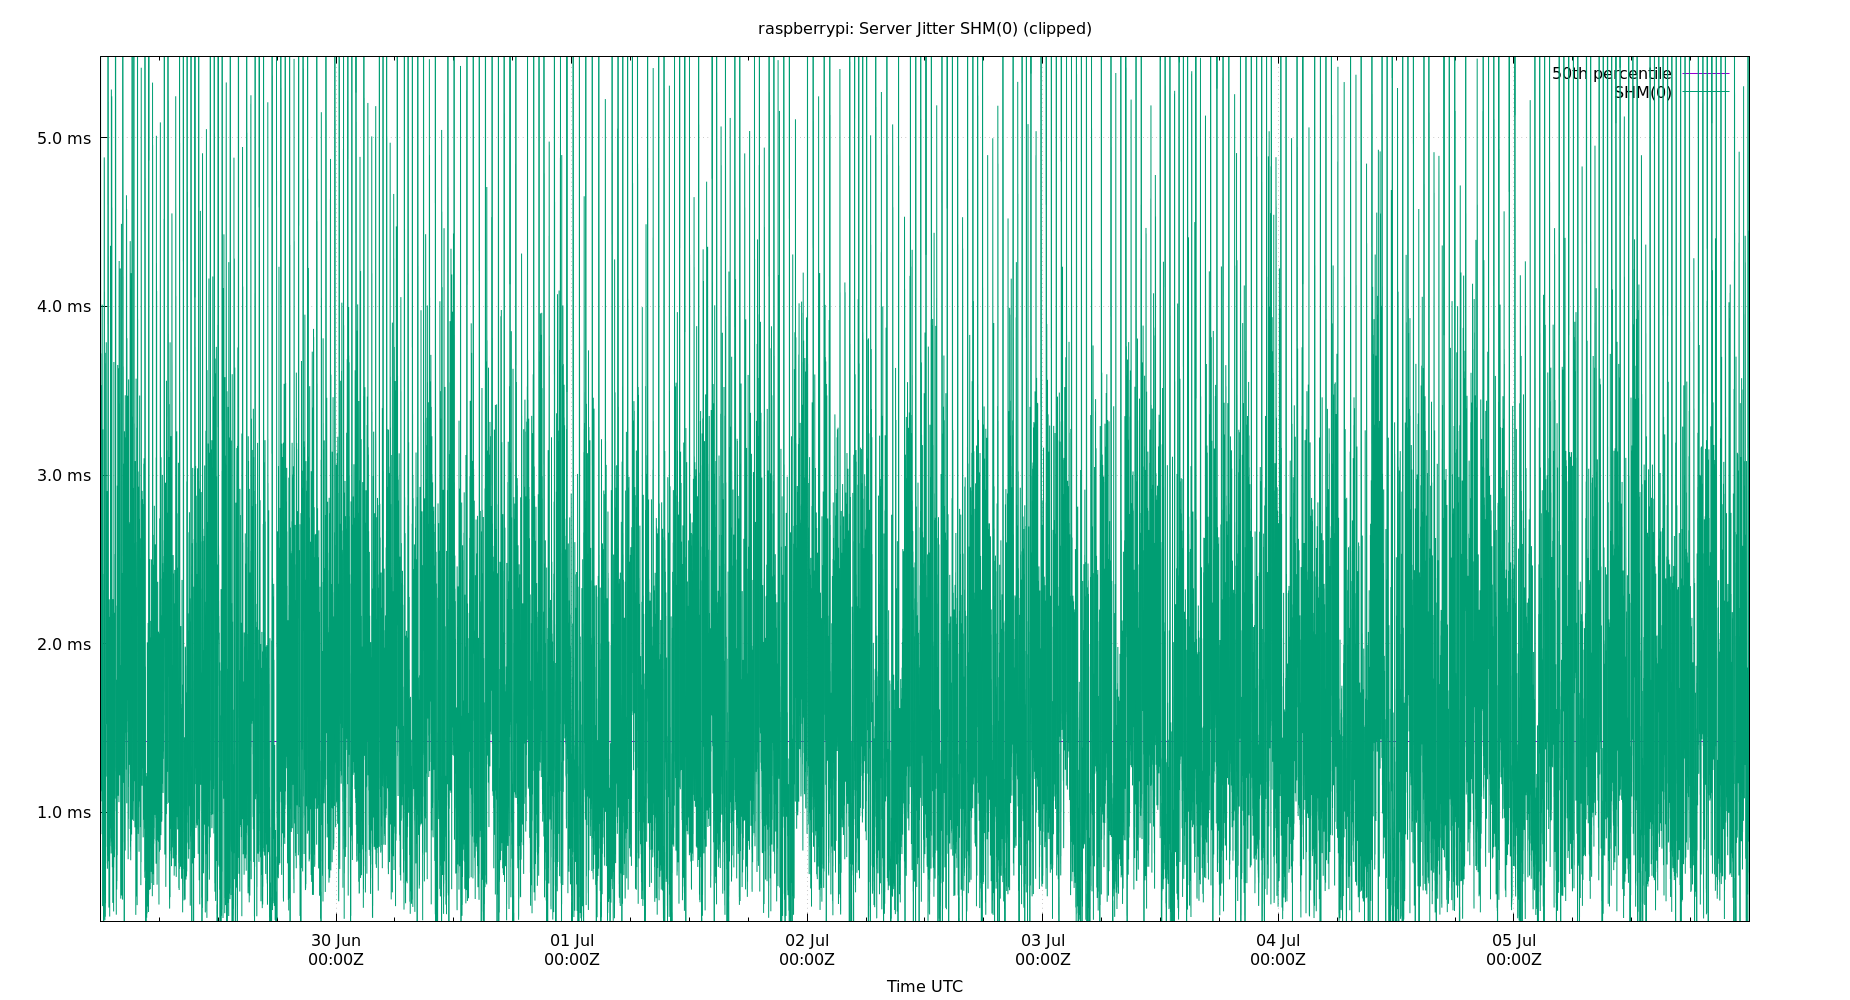 raspberrypi: Server Jitter SHM(0) (clipped)
50th percentile
SHM(0)
5.0 ms
4.0 ms
3.0 ms
2.0 ms
1.0 ms
30 Jun 01 Jul 02 Jul 03 Jul 04 Jul 05 Jul
00:00Z 00:00Z 00:00Z 00:00Z 00:00Z 00:00Z
Time UTC